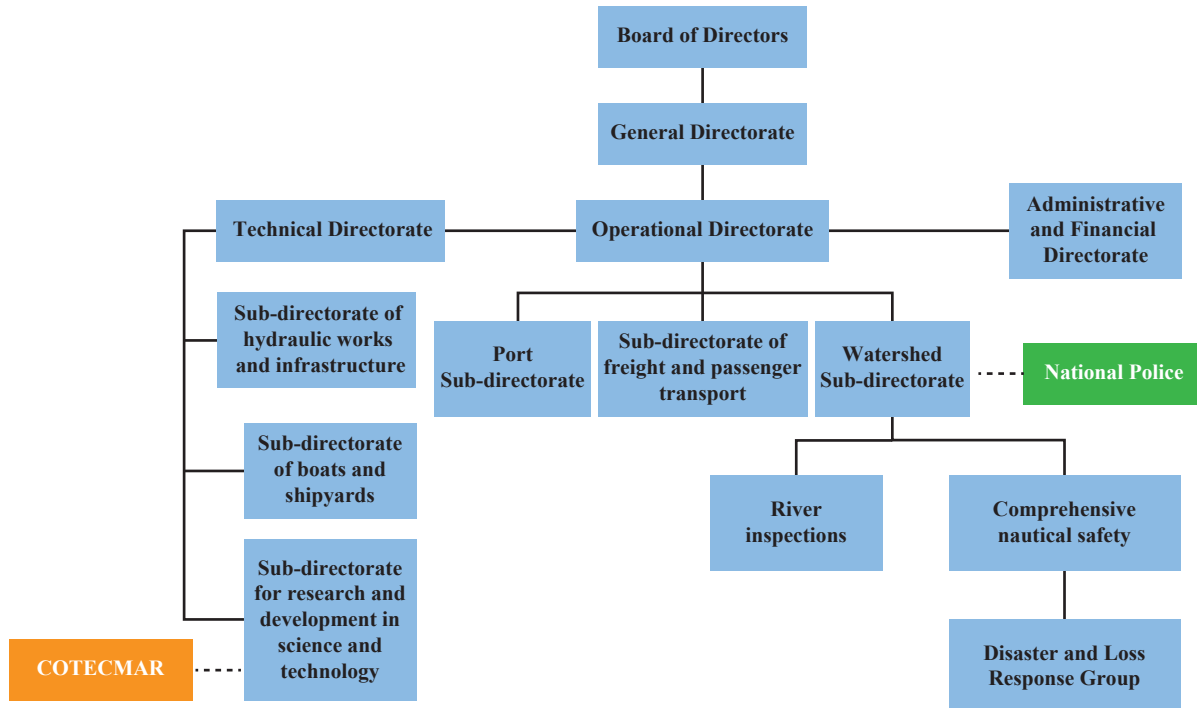 Board of Directors
General Directorate
Technical Directorate
Operational Directorate
Administrative
and Financial
Directorate
Sub-directorate of
hydraulic works
and infrastructure
Port
Sub-directorate
Sub-directorate of
freight and passenger
transport
Watershed
Sub-directorate
National Police
Sub-directorate
of boats and
shipyards
River
inspections
Comprehensive
nautical safety
Sub-directorate
for research and
development in
science and
technology
COTECMAR
Disaster and Loss
Response Group